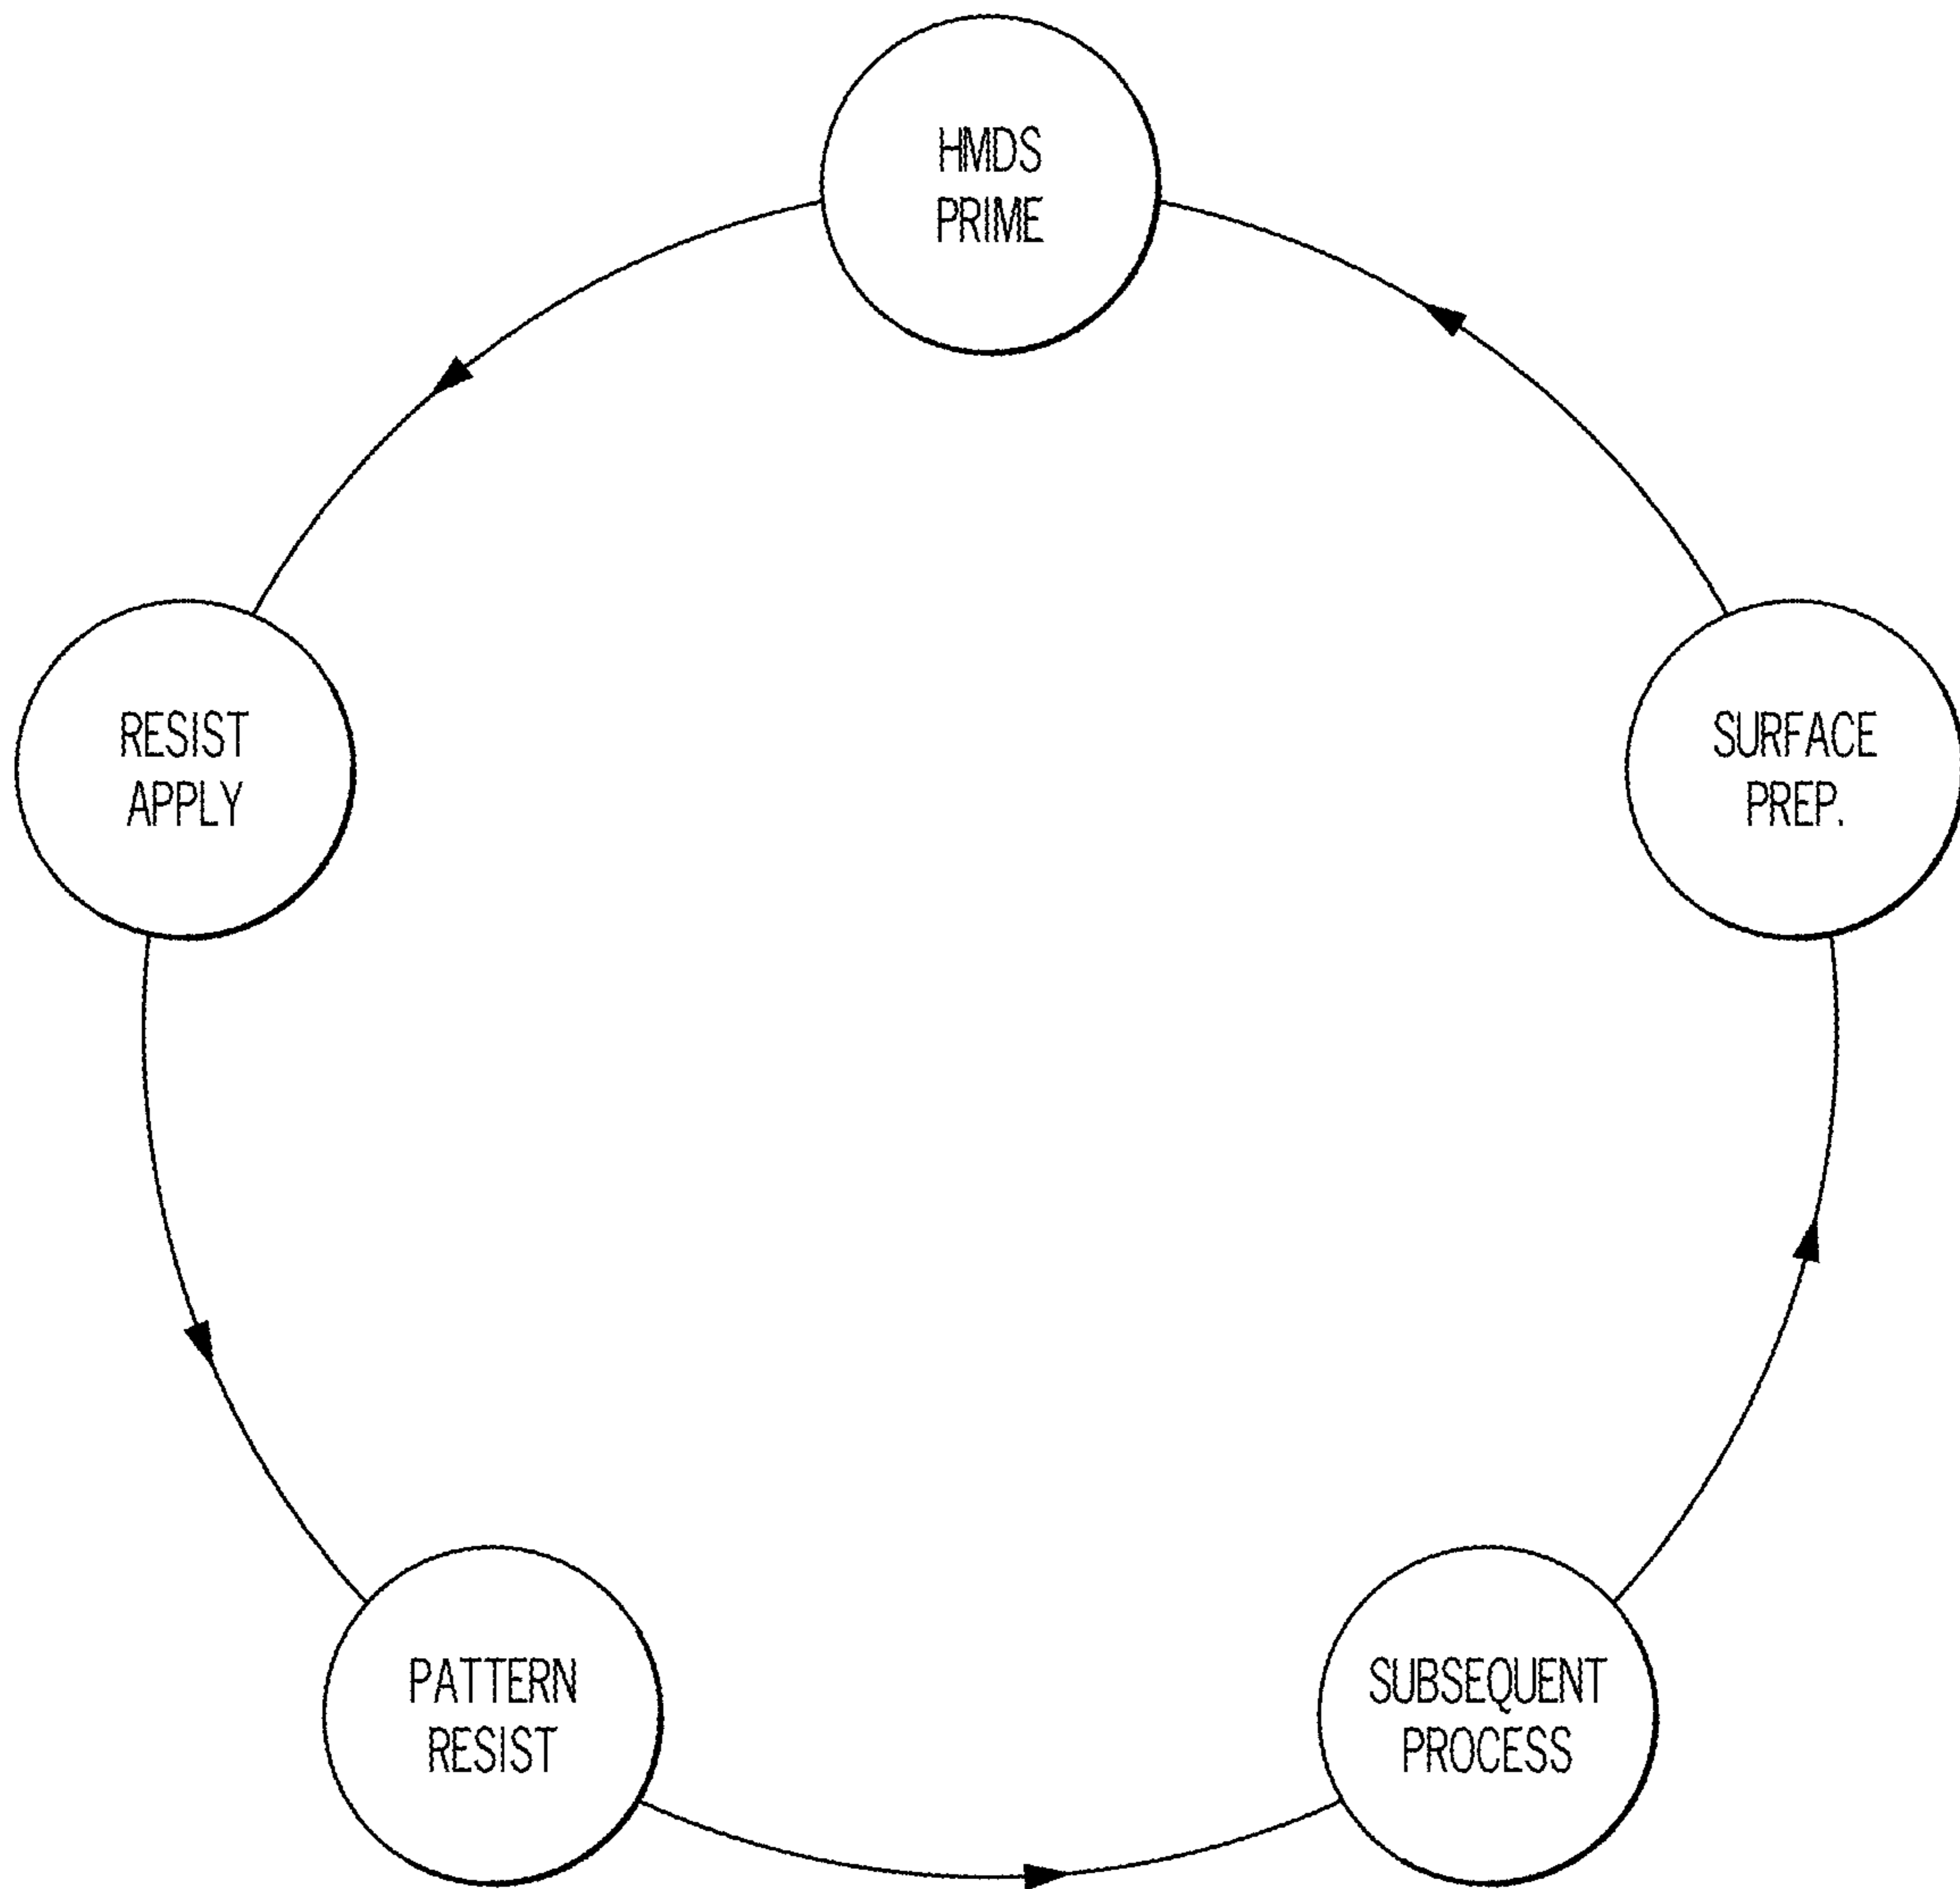 HMDS
PRIME
RESIST
APPLY
SURFACE
PREP.
PATTERN
RESIST
SUBSEQUENT
PROCESS